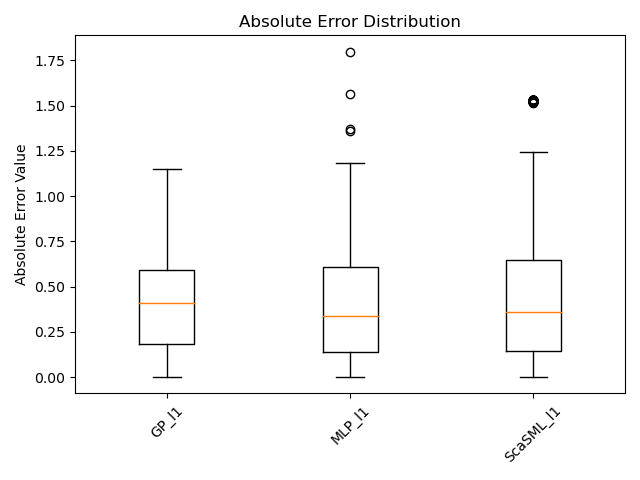 Absolute Error Distribution
Absolute Error Value
1.75
1.50
1.25
1.00
0.75
0.50
0.25
0.00
GP_l1
MLP_l1
ScaSML_l1